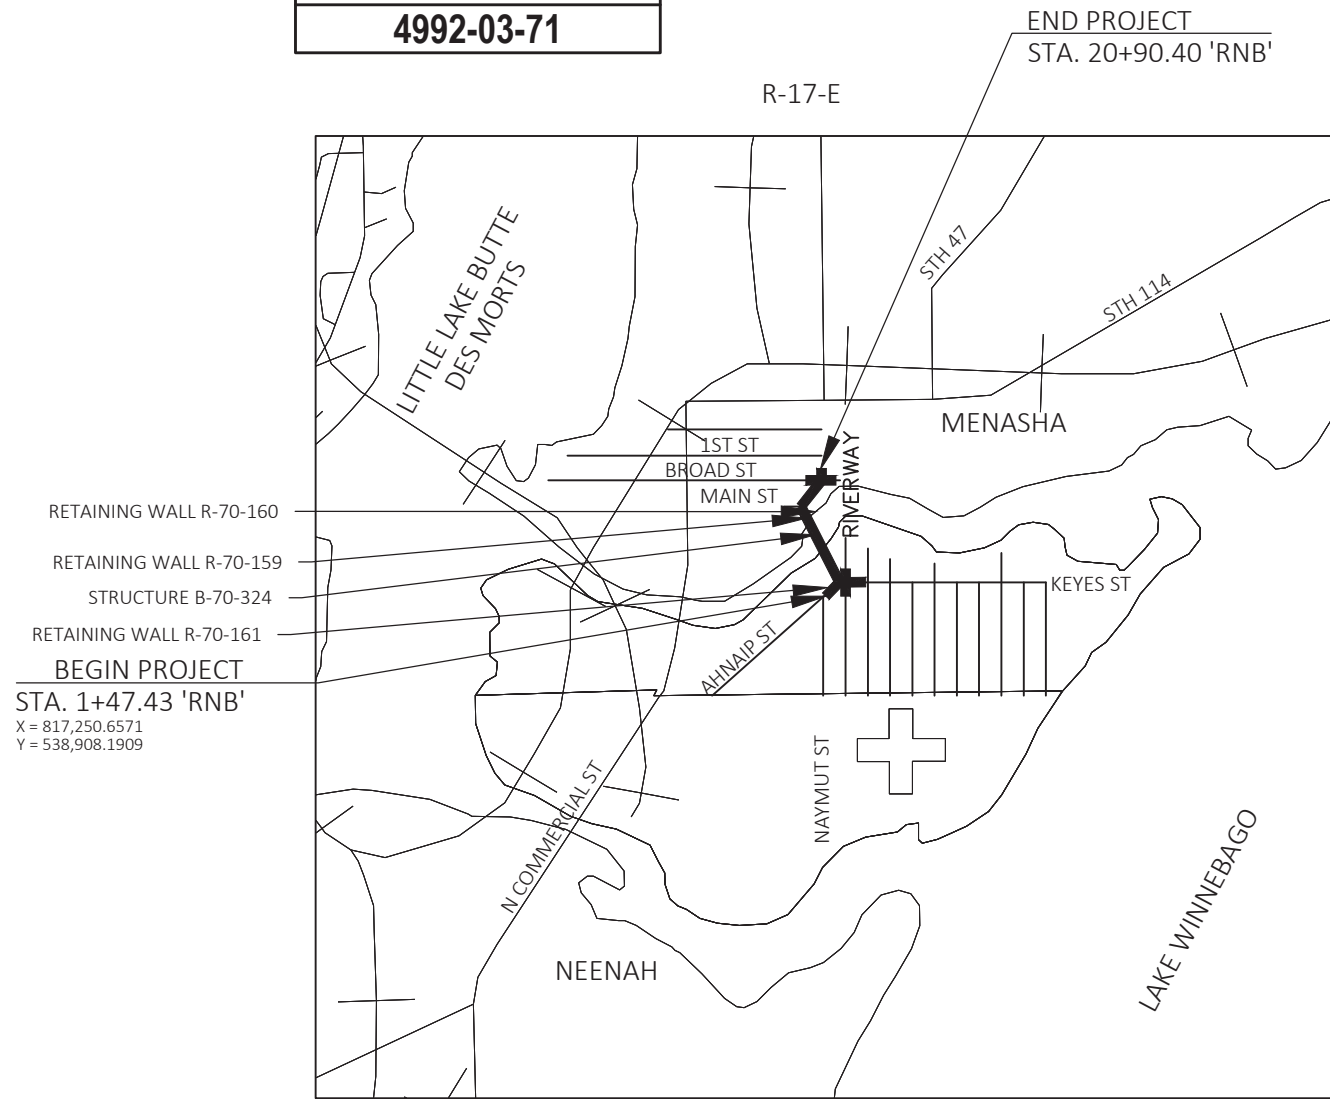 4992-03-71
END PROJECT
STA. 20+90.40 'RNB'
R-17-E
LITTLE LAKE BUTTE
DES MORTS
STH 47
STH 114
MENASHA
1ST ST
BROAD ST
MAIN ST
RIVERWAY
RETAINING WALL R-70-160
RETAINING WALL R-70-159
STRUCTURE B-70-324
RETAINING WALL R-70-161
BEGIN PROJECT
STA. 1+47.43 'RNB'
X = 817,250.6571
Y = 538,908.1909
KEYES ST
AHNAIP ST
NAYMUT ST
N COMMERCIAL ST
NEENAH
LAKE WINNEBAGO